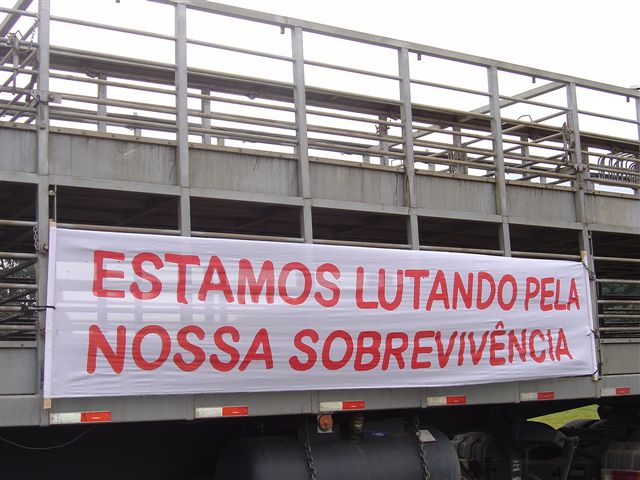 ESTAMOS LUTANDO PELA
NOSSA SOBREVIVÊNCIA